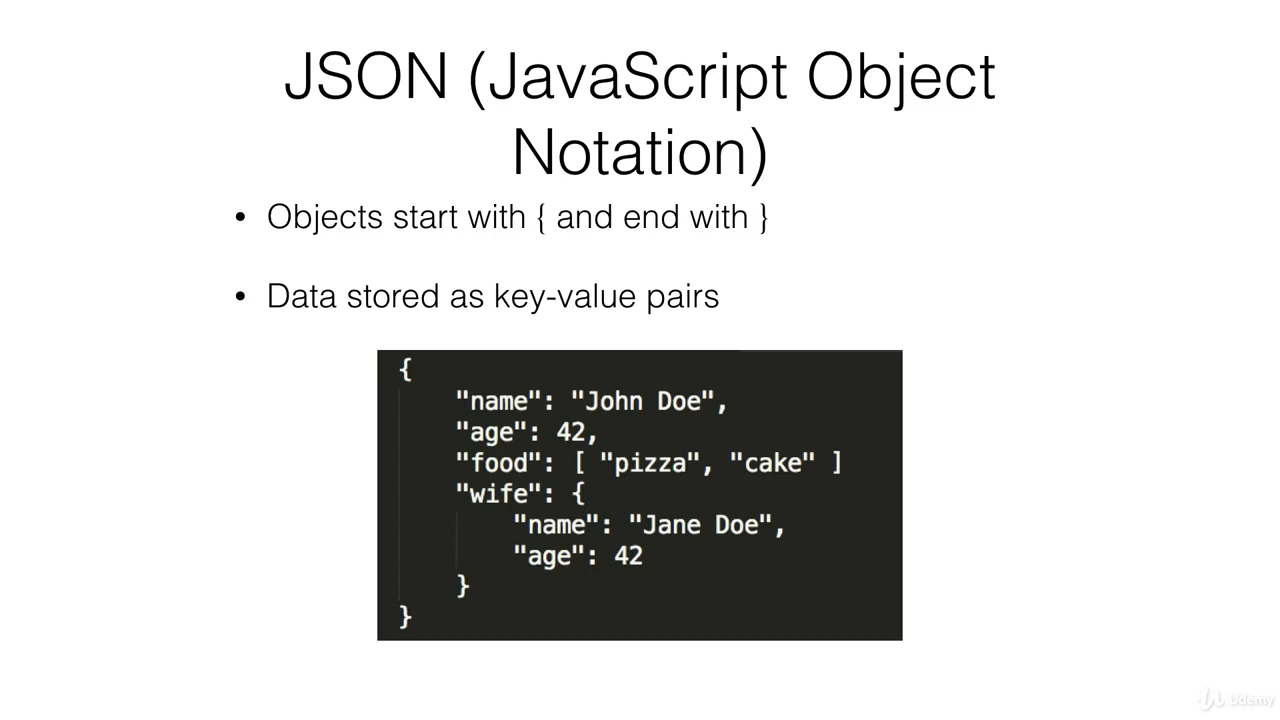 JSON (JavaScript Object
Notation)
• Objects start with { and end with }
• Data stored as key-value pairs
{
    "name": "John Doe",
    "age": 42,
    "food": [ "pizza", "cake" ]
    "wife": {
        "name": "Jane Doe",
        "age": 42
    }
}
Udemy